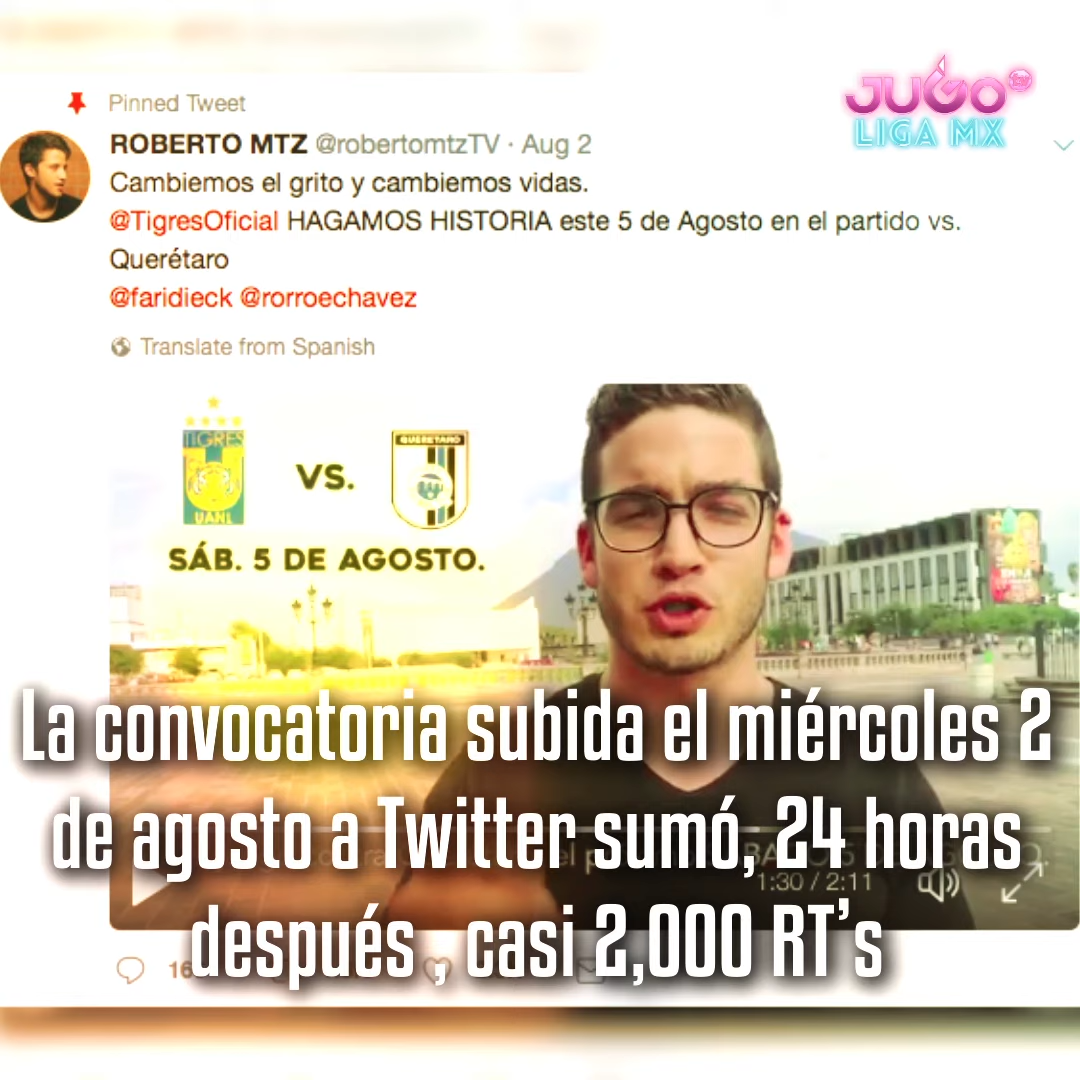 JUGO TV
LIGA MX
Pinned Tweet
ROBERTO MTZ @robertomtzTV · Aug 2
Cambiemos el grito y cambiemos vidas.
@TigresOficial HAGAMOS HISTORIA este 5 de Agosto en el partido vs.
Querétaro
@faridieck @rorroechavez
Translate from Spanish
TIGRES
UANL
VS.
QUERETARO
SÁB. 5 DE AGOSTO.
La convocatoria subida el miércoles 2
de agosto a Twitter sumó, 24 horas
después , casi 2,000 RT's
1:30 / 2:11